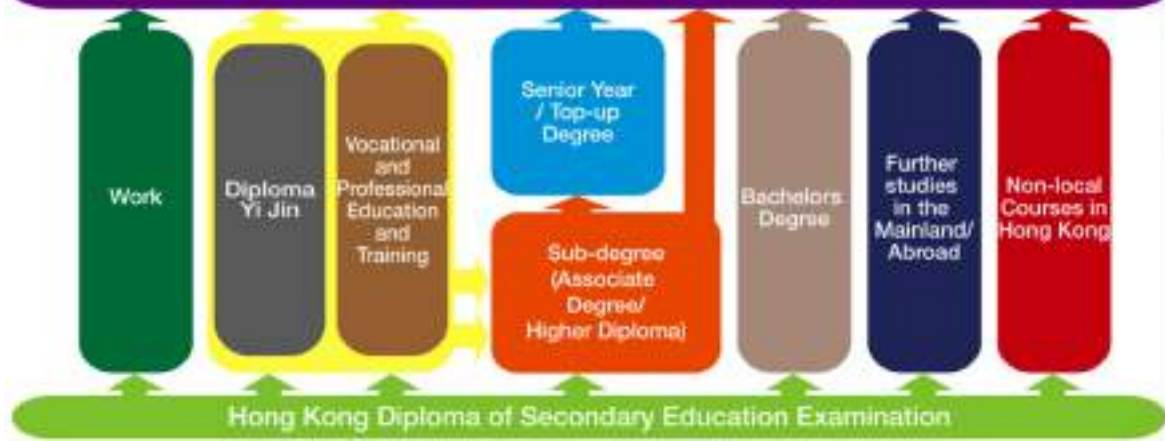 Work
Diploma
Yi Jin
Vocational
and
Professional
Education
and
Training
Senior Year
/ Top-up
Degree
Sub-degree
(Associate
Degree/
Higher Diploma)
Bachelors
Degree
Further
studies
in the
Mainland/
Abroad
Non-local
Courses in
Hong Kong
Hong Kong Diploma of Secondary Education Examination